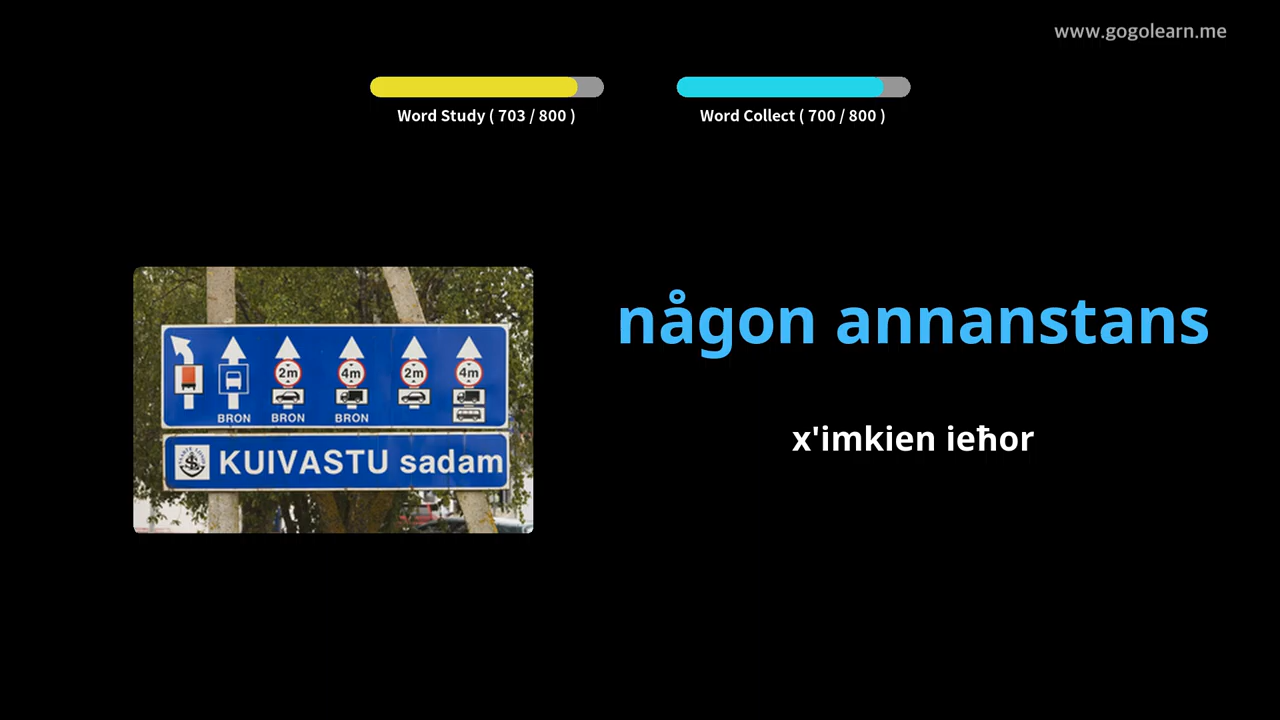 www.gogolearn.me
Word Study ( 703 / 800 )
Word Collect ( 700 / 800 )
någon annanstans
x'imkien ieħor
2m 4m 2m 4m
BRON BRON BRON
KUIVASTU sadam